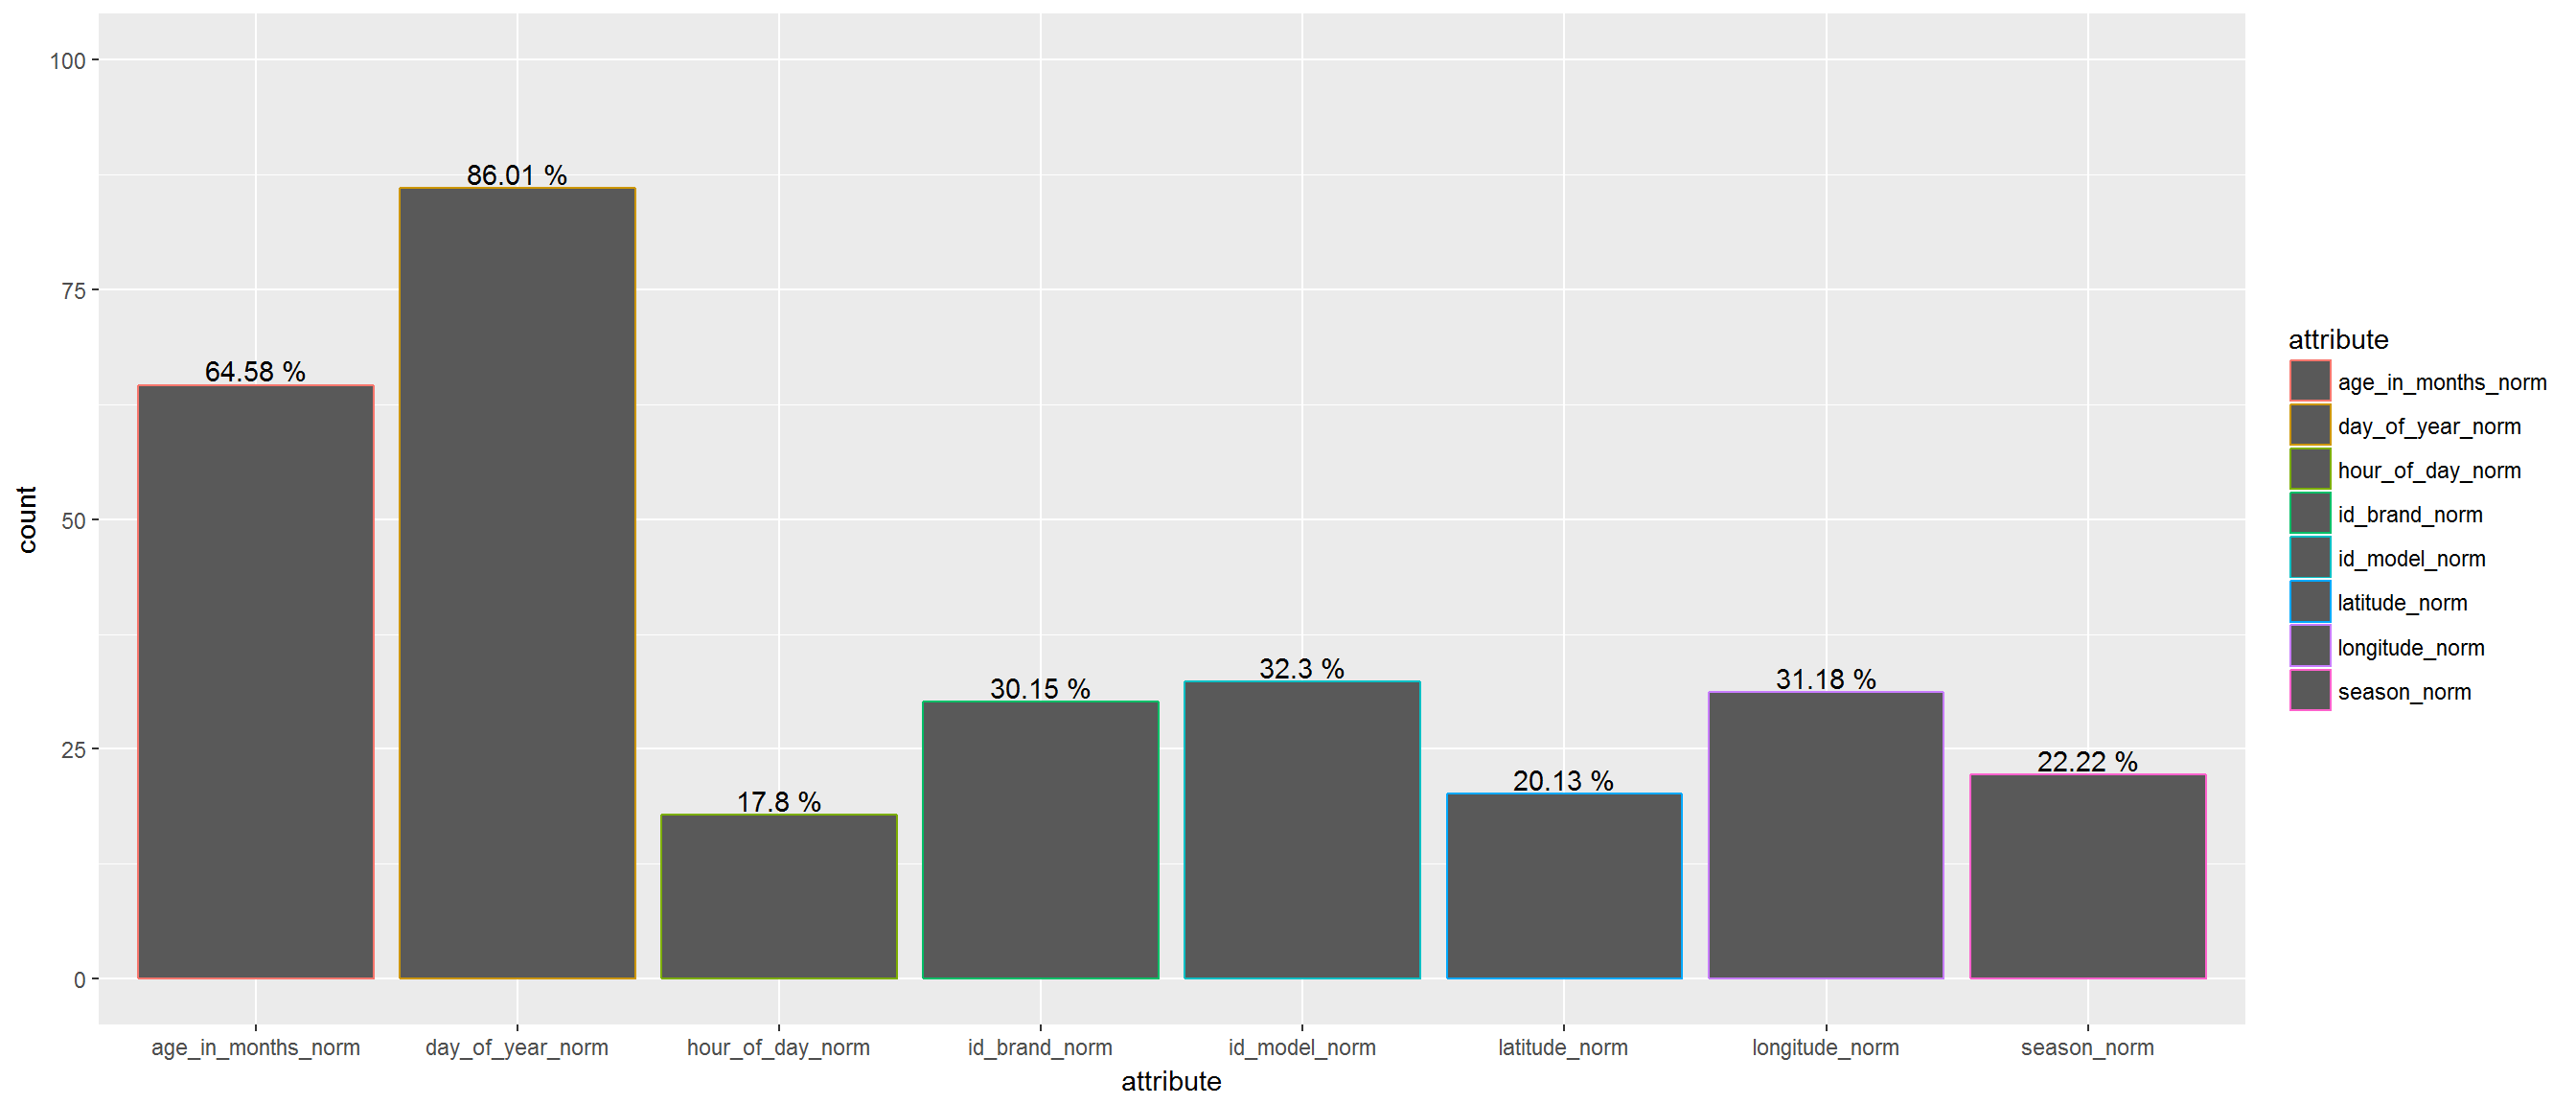 100
75
50
25
0
count
64.58 %
86.01 %
17.8 %
30.15 %
32.3 %
20.13 %
31.18 %
22.22 %
age_in_months_norm
day_of_year_norm
hour_of_day_norm
id_brand_norm
id_model_norm
latitude_norm
longitude_norm
season_norm
attribute
attribute
age_in_months_norm
day_of_year_norm
hour_of_day_norm
id_brand_norm
id_model_norm
latitude_norm
longitude_norm
season_norm